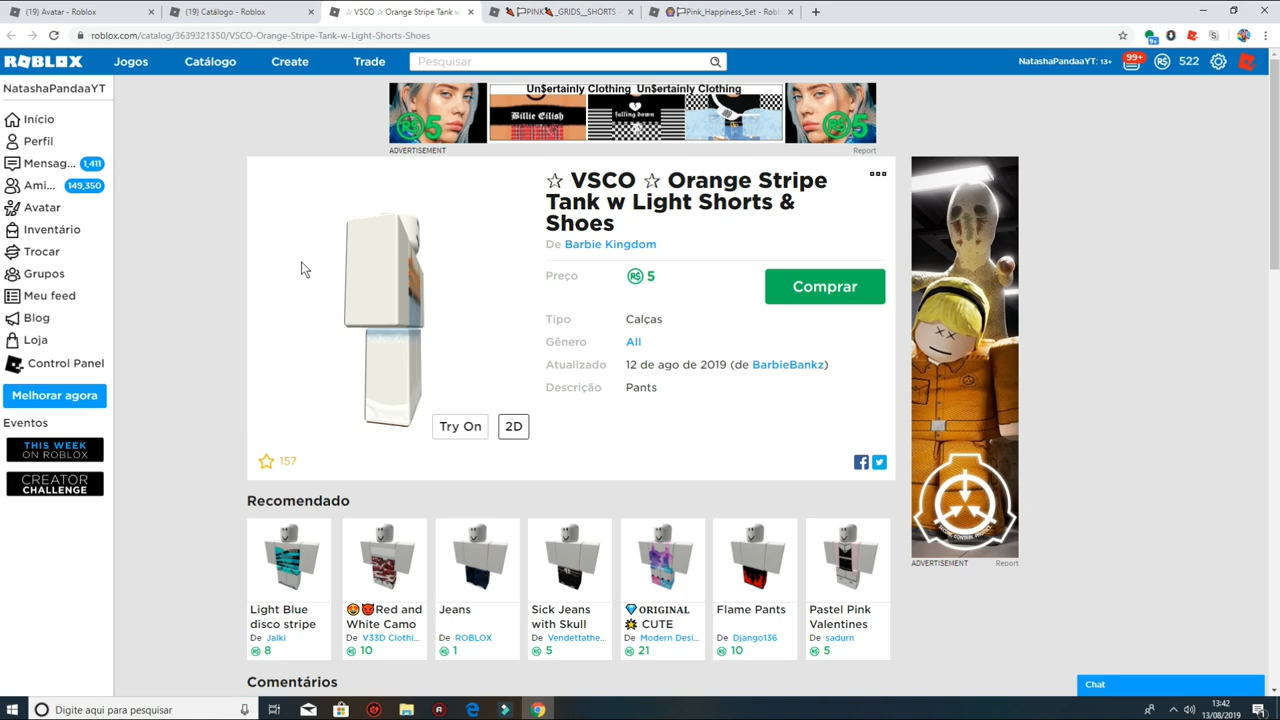 (19) Avatar - Roblox
(19) Catálogo - Roblox
☆ VSCO ☆ Orange Stripe Tank w
PINK _GRIDS_-SHORTS -
Pink_Happiness_Set - Rob
roblox.com/catalog/3639321350/VSCO-Orange-Stripe-Tank-w-Light-Shorts-Shoes
ROBLOX
Jogos
Catálogo
Create
Trade
Pesquisar
NatashaPandaaYT: 13+
99+
522
NatashaPandaaYT
Início
Perfil
Mensag... 1,411
Ami... 149,350
Avatar
Inventário
Trocar
Grupos
Meu feed
Blog
Loja
Control Panel
Melhorar agora
Eventos
THIS WEEK
ON ROBLOX
CREATOR
CHALLENGE
Un$ertainly Clothing Un$ertainly Clothing
R$ 5
Billie Eilish
falling down
R$ 5
ADVERTISEMENT
Report
☆ VSCO ☆ Orange Stripe
Tank w Light Shorts &
Shoes
De Barbie Kingdom
Preço R$ 5
Comprar
Tipo Calças
Gênero All
Atualizado 12 de ago de 2019 (de BarbieBankz)
Descrição Pants
Try On
2D
157
ADVERTISEMENT
Report
Recomendado
Light Blue
disco stripe
De Jalki
8
Red and
White Camo
De V33D Clothi...
10
Jeans
De ROBLOX
1
Sick Jeans
with Skull
De Vendettathe...
5
💎 𝐎𝐑𝐈𝐆𝐈𝐍𝐀𝐋
CUTE
De Modern Desi...
21
Flame Pants
De Django136
10
Pastel Pink
Valentines
De sadurn
5
Comentários
Chat
Digite aqui para pesquisar
13:42
13/08/2019